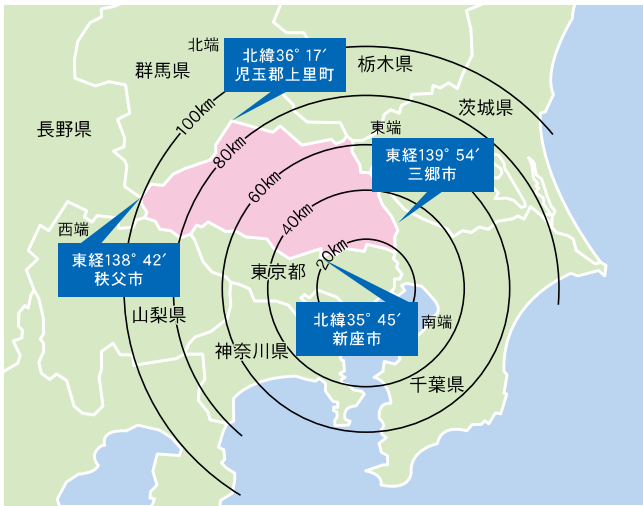 北端
北緯36° 17′
児玉郡上里町
栃木県
群馬県
100km
茨城県
長野県
80km
東端
東経139° 54′
三郷市
60km
40km
西端
東経138° 42′
秩父市
20km
東京都
山梨県
北緯35° 45′
新座市
南端
神奈川県
千葉県